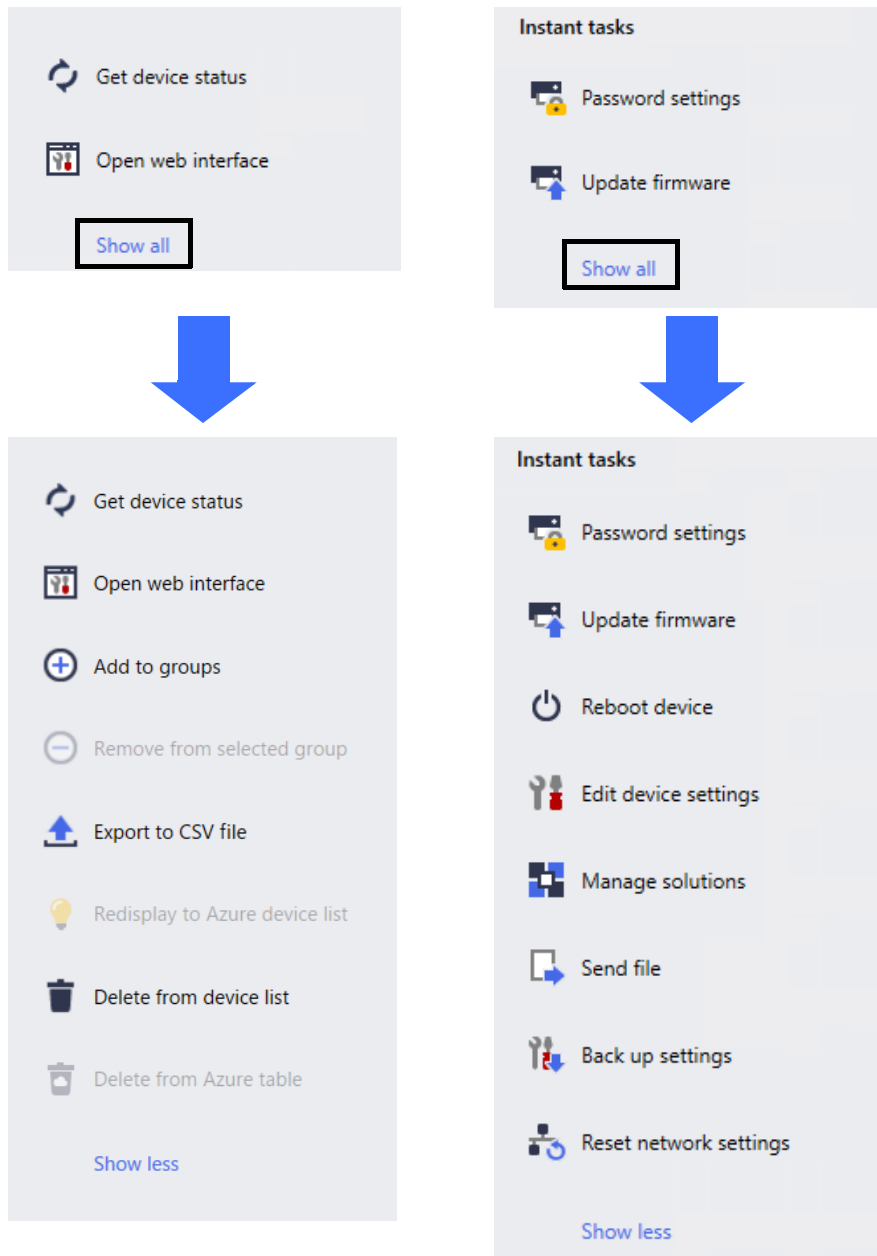 Get device status
Open web interface
Show all
Instant tasks
Password settings
Update firmware
Show all
Get device status
Open web interface
Add to groups
Remove from selected group
Export to CSV file
Redisplay to Azure device list
Delete from device list
Delete from Azure table
Show less
Instant tasks
Password settings
Update firmware
Reboot device
Edit device settings
Manage solutions
Send file
Back up settings
Reset network settings
Show less